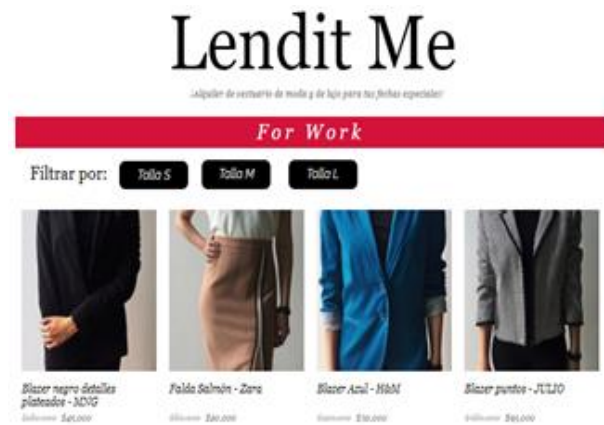 Lendit Me
¡Alquiler de vestuario de moda y de lujo para tus fechas especiales!
For Work
Filtrar por: Talla S Talla M Talla L
Blazer negro detalles
plateados - MNG
Falda Salmón - Zara
Blazer Azul - H&M
Blazer puntos - JULIO